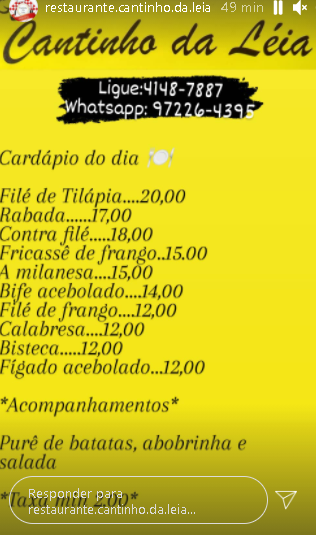 restaurante.cantinho.da.leia 49 min
Cantinho da Léia
Ligue:4148-7887
Whatsapp: 97226-4395
Cardápio do dia 🍽
Filé de Tilápia....20,00
Rabada......17,00
Contra filé.....18,00
Fricassê de frango..15.00
A milanesa....15,00
Bife acebolado....14,00
Filé de frango....12,00
Calabresa....12,00
Bisteca.....12,00
Fígado acebolado...12,00
*Acompanhamentos*
Purê de batatas, abobrinha e
salada
*Taxa min 2.00*
Responder para
restaurante.cantinho.da.leia...